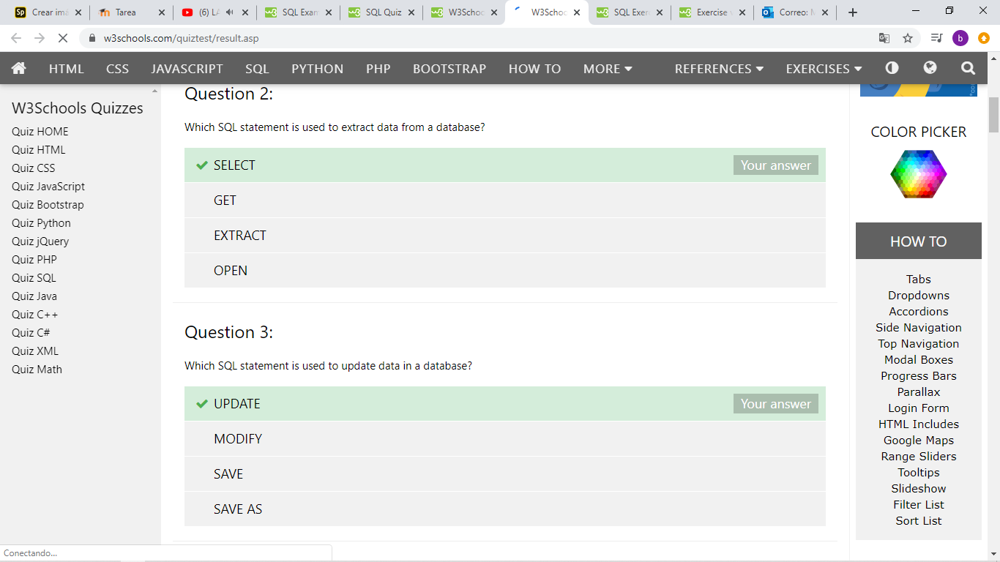 Crear imá
Tarea
(6) LA
SQL Exam
SQL Quiz
W3Schoo
W3Schoo
SQL Exer
Exercise v
Correo: M
w3schools.com/quiztest/result.asp
b
HTML CSS JAVASCRIPT SQL PYTHON PHP BOOTSTRAP HOW TO MORE REFERENCES EXERCISES
W3Schools Quizzes
Quiz HOME
Quiz HTML
Quiz CSS
Quiz JavaScript
Quiz Bootstrap
Quiz Python
Quiz jQuery
Quiz PHP
Quiz SQL
Quiz Java
Quiz C++
Quiz C#
Quiz XML
Quiz Math
Question 2:
Which SQL statement is used to extract data from a database?
SELECT Your answer
GET
EXTRACT
OPEN
Question 3:
Which SQL statement is used to update data in a database?
UPDATE Your answer
MODIFY
SAVE
SAVE AS
COLOR PICKER
HOW TO
Tabs
Dropdowns
Accordions
Side Navigation
Top Navigation
Modal Boxes
Progress Bars
Parallax
Login Form
HTML Includes
Google Maps
Range Sliders
Tooltips
Slideshow
Filter List
Sort List
Conectando...